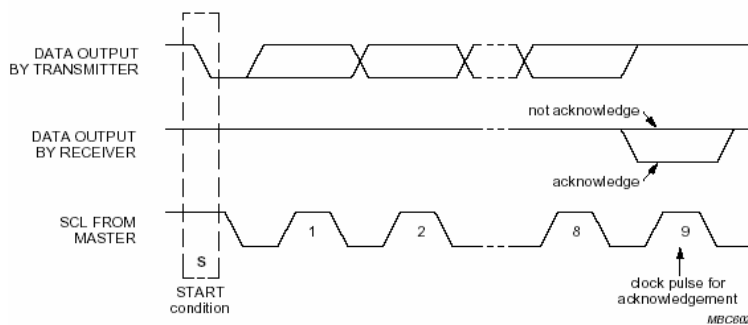 DATA OUTPUT
BY TRANSMITTER
not acknowledge
DATA OUTPUT
BY RECEIVER
acknowledge
SCL FROM
MASTER
1
2
8
9
S
START
condition
clock pulse for
acknowledgement
MBC602